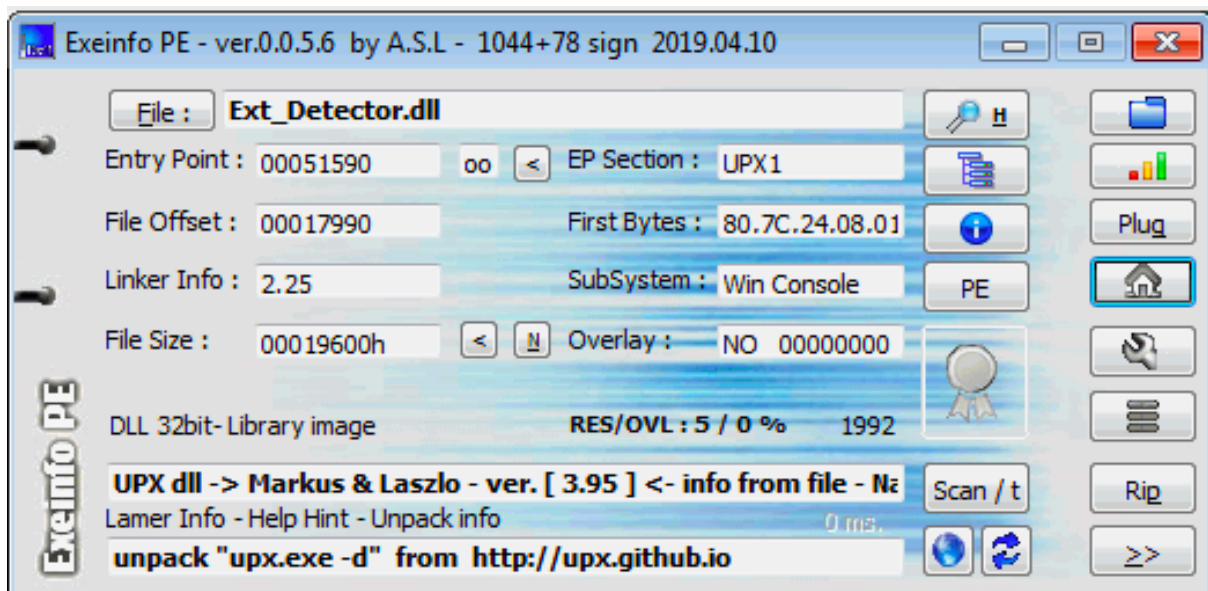 Exeinfo PE - ver.0.0.5.6 by A.S.L - 1044+78 sign 2019.04.10
File : Ext_Detector.dll H
Entry Point : 00051590 oo < EP Section : UPX1
File Offset : 00017990 First Bytes : 80.7C.24.08.01 Plug
Linker Info : 2.25 SubSystem : Win Console PE
File Size : 00019600h < N Overlay : NO 00000000
DLL 32bit- Library image RES/OVL : 5 / 0 % 1992
UPX dll -> Markus & Laszlo - ver. [ 3.95 ] <- info from file - Na Scan / t Rip
Lamer Info - Help Hint - Unpack info 0 ms.
unpack "upx.exe -d" from http://upx.github.io >>
Exeinfo PE